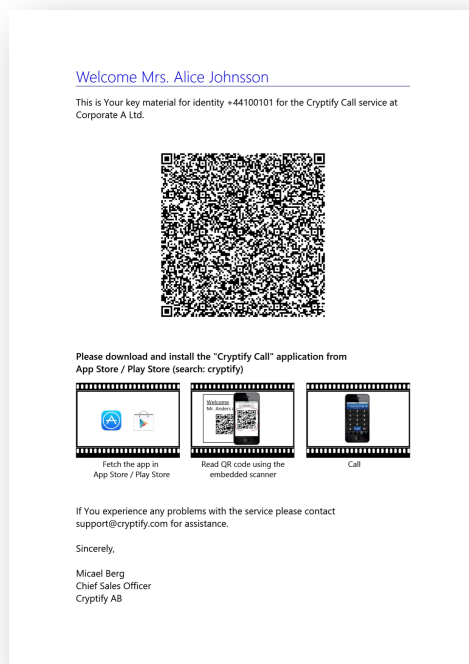 Welcome Mrs. Alice Johnsson
This is Your key material for identity +44100101 for the Cryptify Call service at
Corporate A Ltd.
Please download and install the "Cryptify Call" application from
App Store / Play Store (search: cryptify)
Welcome
Mr. Anders
Fetch the app in
App Store / Play Store
Read QR code using the
embedded scanner
Call
If You experience any problems with the service please contact
support@cryptify.com for assistance.
Sincerely,
Micael Berg
Chief Sales Officer
Cryptify AB